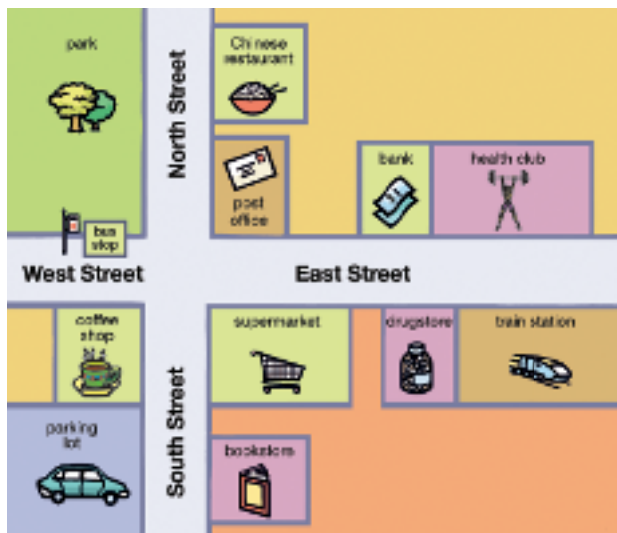 park
Chinese
restaurant
North Street
post
office
bank
health club
bus
stop
West Street
East Street
coffee
shop
supermarket
drugstore
train station
South Street
parking
lot
bookstore